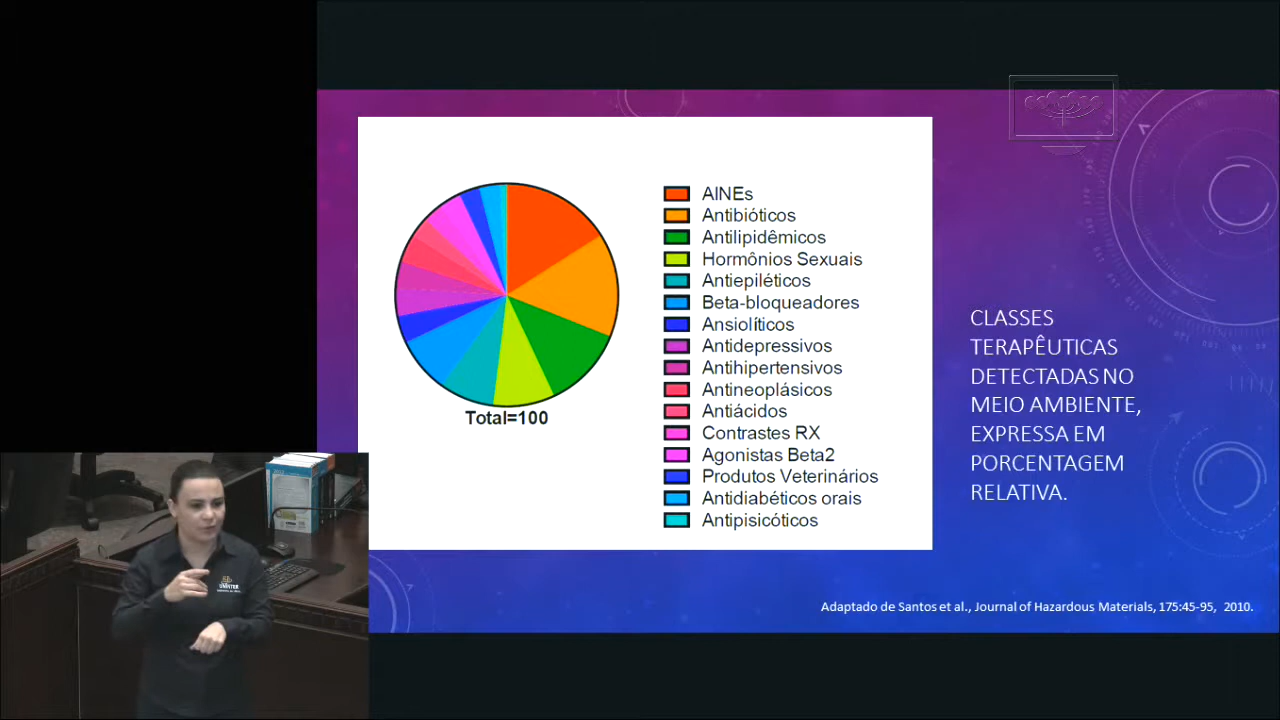 AINEs
Antibióticos
Antilipidêmicos
Hormônios Sexuais
Antiepiléticos
Beta-bloqueadores
Ansiolíticos
Antidepressivos
Antihipertensivos
Antineoplásicos
Antiácidos
Contrastes RX
Agonistas Beta2
Produtos Veterinários
Antidiabéticos orais
Antipisicóticos
Total=100
CLASSES
TERAPÊUTICAS
DETECTADAS NO
MEIO AMBIENTE,
EXPRESSA EM
PORCENTAGEM
RELATIVA.
Adaptado de Santos et al., Journal of Hazardous Materials, 175:45-95, 2010.
UNINTER